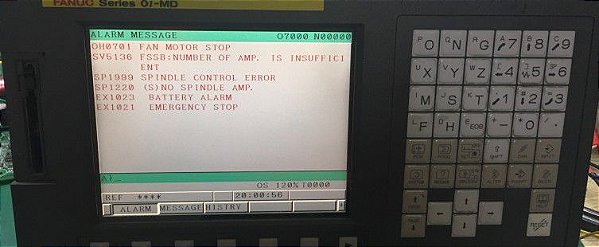 FANUC Series 0i-MD
ALARM MESSAGE O7000 N00000
OH0701 FAN MOTOR STOP
SV5136 FSSB:NUMBER OF AMP. IS INSUFFICI
ENT
SP1999 SPINDLE CONTROL ERROR
SP1220 (S)NO SPINDLE AMP.
EX1023 BATTERY ALARM
EX1021 EMERGENCY STOP
A)_
OS 120% T0000
REF **** 20:00:56
ALARM MESSAGE HISTRY
O N G 7 8 9
X Y Z 4 5 6
M S T 1 2 3
F H EOB
SHIFT
RESET